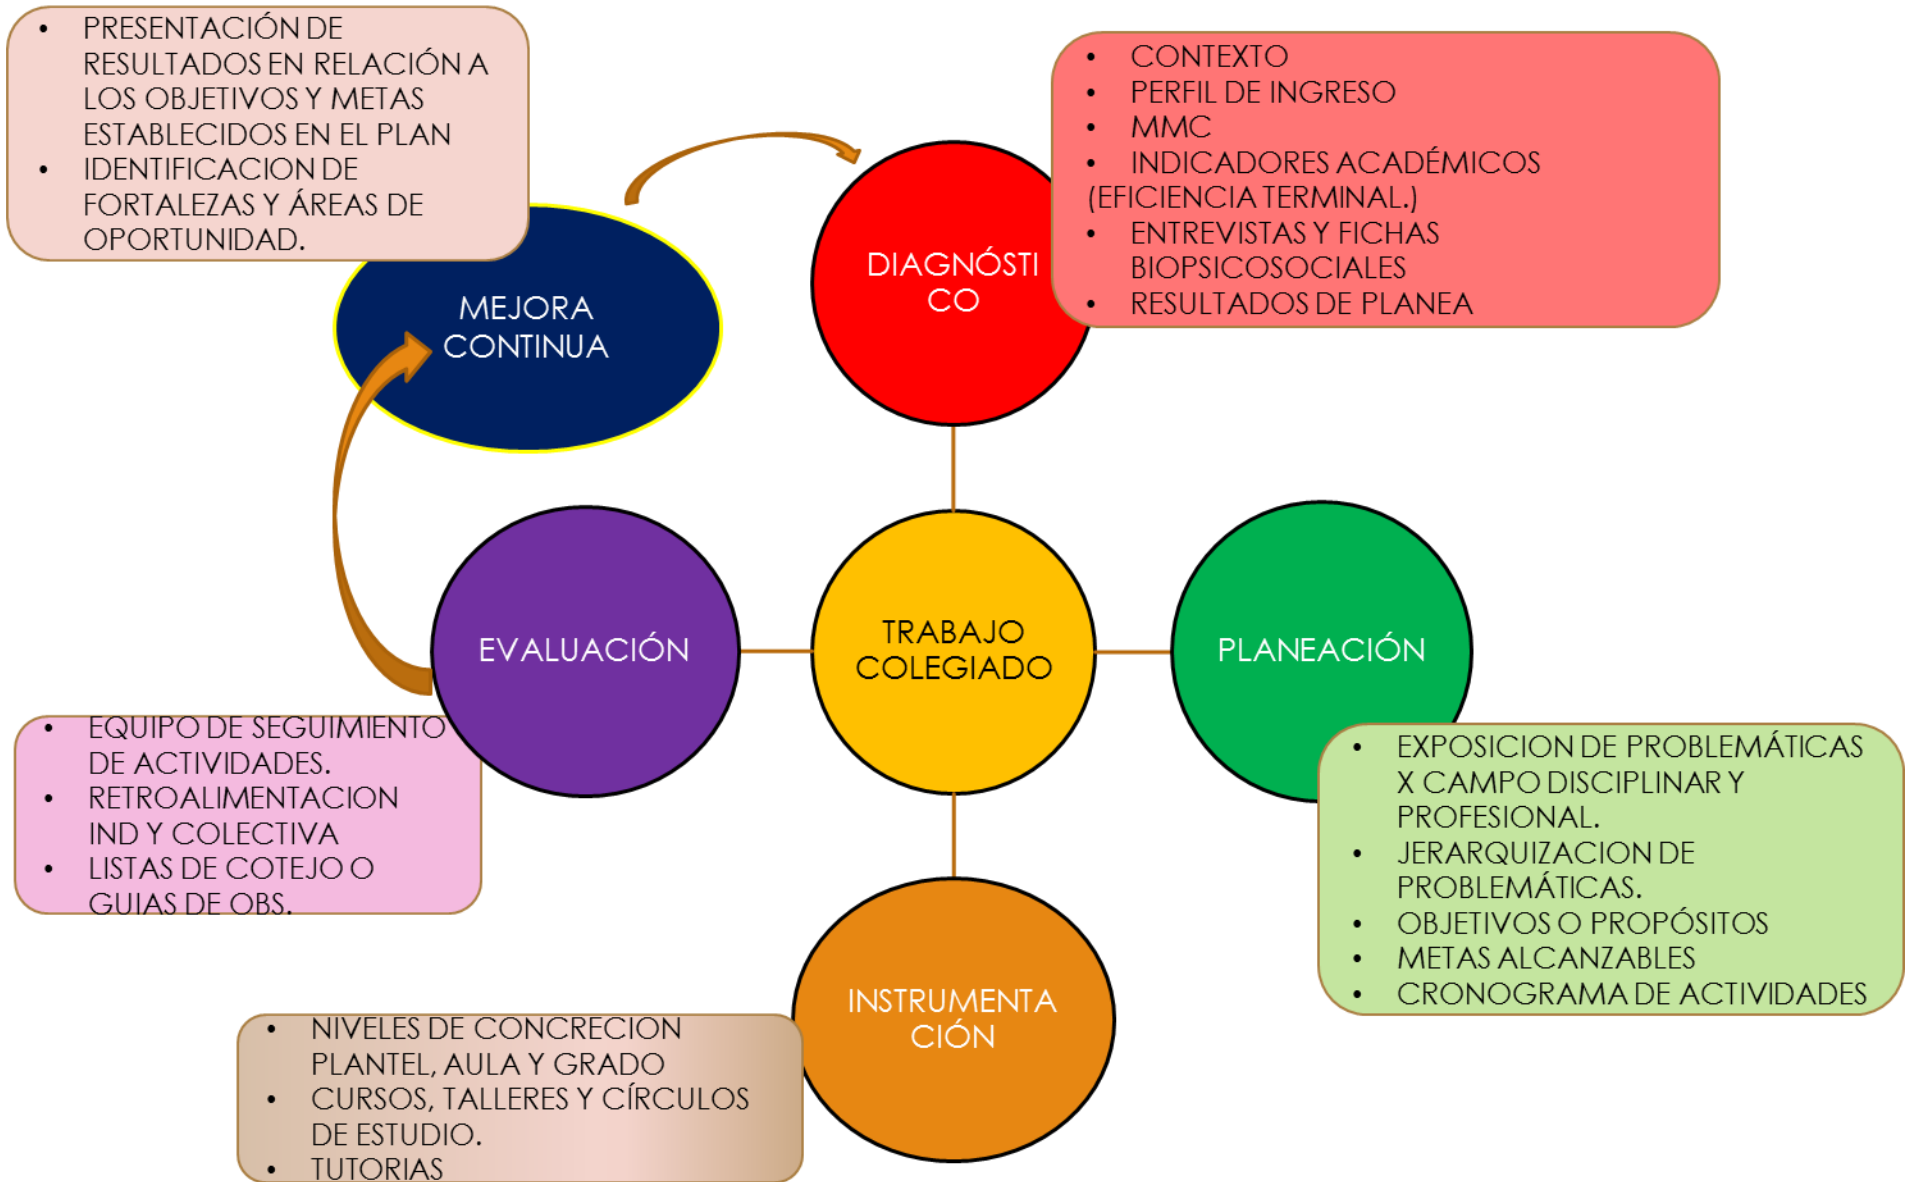 • PRESENTACIÓN DE
RESULTADOS EN RELACIÓN A
LOS OBJETIVOS Y METAS
ESTABLECIDOS EN EL PLAN
• IDENTIFICACION DE
FORTALEZAS Y ÁREAS DE
OPORTUNIDAD.
MEJORA
CONTINUA
DIAGNÓSTI
CO
• CONTEXTO
• PERFIL DE INGRESO
• MMC
• INDICADORES ACADÉMICOS
(EFICIENCIA TERMINAL.)
• ENTREVISTAS Y FICHAS
BIOPSICOSOCIALES
• RESULTADOS DE PLANEA
EVALUACIÓN
TRABAJO
COLEGIADO
PLANEACIÓN
• EQUIPO DE SEGUIMIENTO
DE ACTIVIDADES.
• RETROALIMENTACION
IND Y COLECTIVA
• LISTAS DE COTEJO O
GUIAS DE OBS.
• EXPOSICION DE PROBLEMÁTICAS
X CAMPO DISCIPLINAR Y
PROFESIONAL.
• JERARQUIZACION DE
PROBLEMÁTICAS.
• OBJETIVOS O PROPÓSITOS
• METAS ALCANZABLES
• CRONOGRAMA DE ACTIVIDADES
INSTRUMENTA
CIÓN
• NIVELES DE CONCRECION
PLANTEL, AULA Y GRADO
• CURSOS, TALLERES Y CÍRCULOS
DE ESTUDIO.
• TUTORIAS